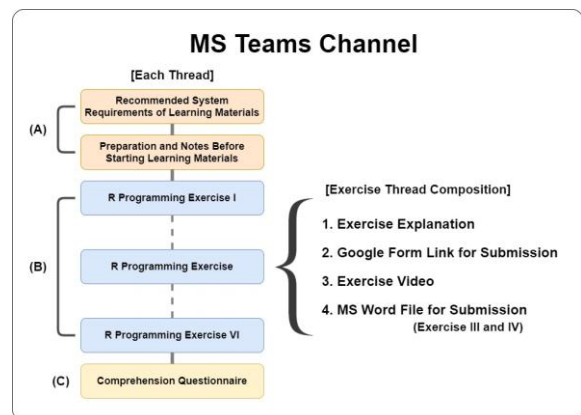 MS Teams Channel
[Each Thread]
(A)
Recommended System
Requirements of Learning Materials
Preparation and Notes Before
Starting Learning Materials
(B)
R Programming Exercise I
R Programming Exercise
R Programming Exercise VI
(C)
Comprehension Questionnaire
[Exercise Thread Composition]
1. Exercise Explanation
2. Google Form Link for Submission
3. Exercise Video
4. MS Word File for Submission
(Exercise III and IV)